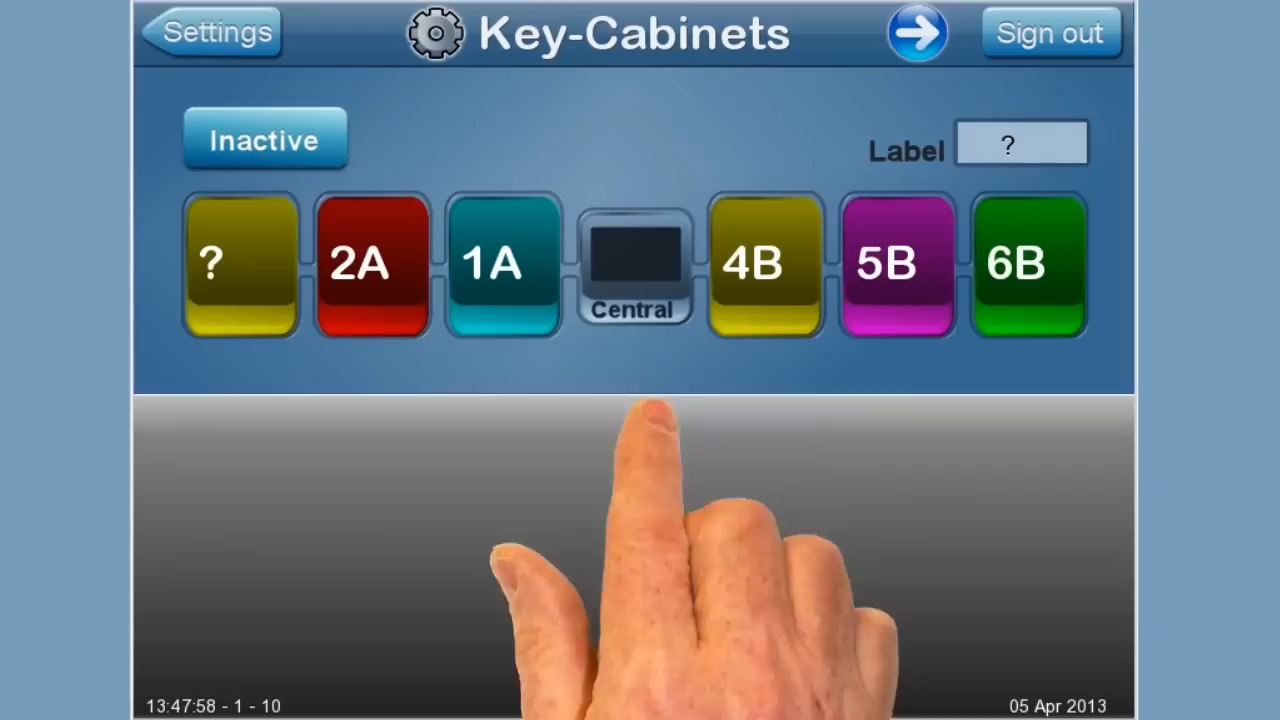 Settings
Key-Cabinets
Sign out
Inactive
Label
?
?
2A
1A
Central
4B
5B
6B
13:47:58 - 1 - 10
05 Apr 2013